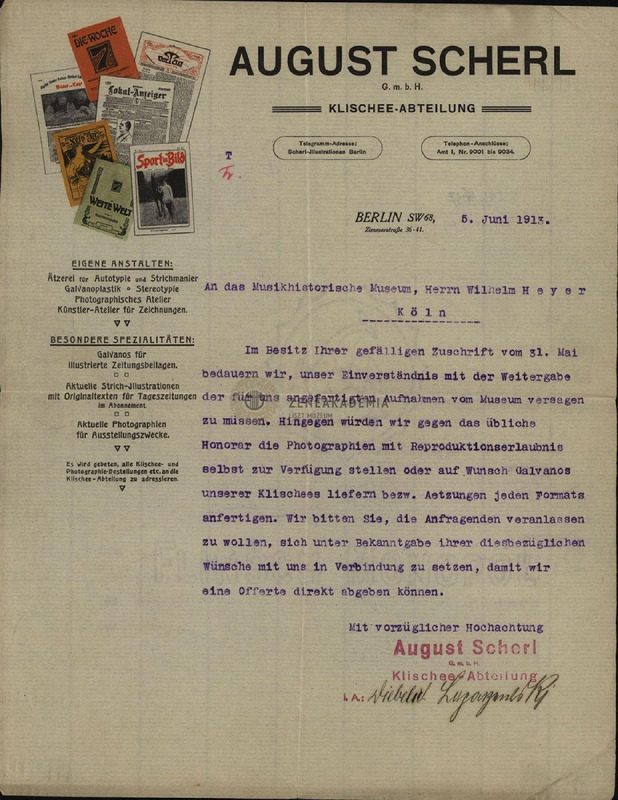 DIE WOCHE
7
Der Tag
Lokal-Anzeiger
Sport im Bild
WEITE WELT
AUGUST SCHERL
G. m. b. H.
KLISCHEE-ABTEILUNG
Telegramm-Adresse:
Scherl-Illustrationen Berlin
Telephon-Anschlüsse:
Amt I, Nr. 9001 bis 9034.
T
Fr.
BERLIN SW68, 5. Juni 1913.
Zimmerstraße 36-41.
EIGENE ANSTALTEN:
Ätzerei für Autotypie und Strichmanier
Galvanoplastik ∘ Stereotypie
Photographisches Atelier
Künstler-Atelier für Zeichnungen.
BESONDERE SPEZIALITÄTEN:
Galvanos für
illustrierte Zeitungsbeilagen.
Aktuelle Strich-Illustrationen
mit Originaltexten für Tageszeitungen
im Abonnement.
Aktuelle Photographien
für Ausstellungszwecke.
Es wird gebeten, alle Klischee- und
Photographie-Bestellungen etc. an die
Klischee-Abteilung zu adressieren.
An das Musikhistorische Museum, Herrn Wilhelm Heyer
Köln
Im Besitz Ihrer gefälligen Zuschrift vom 31. Mai
bedauern wir, unser Einverständnis mit der Weitergabe
der für uns angefertigten Aufnahmen vom Museum versagen
zu müssen. Hingegen würden wir gegen das übliche
Honorar die Photographien mit Reproduktionserlaubnis
selbst zur Verfügung stellen oder auf Wunsch Galvanos
unserer Klischees liefern bezw. Aetzungen jeden Formats
anfertigen. Wir bitten Sie, die Anfragenden veranlassen
zu wollen, sich unter Bekanntgabe ihrer diesbezüglichen
Wünsche mit uns in Verbindung zu setzen, damit wir
eine Offerte direkt abgeben können.
ZENEAKADEMIA
LISZT MÚZEUM
Mit vorzüglicher Hochachtung
August Scherl
G.m.b.H.
Klischee-Abteilung
I.A.: